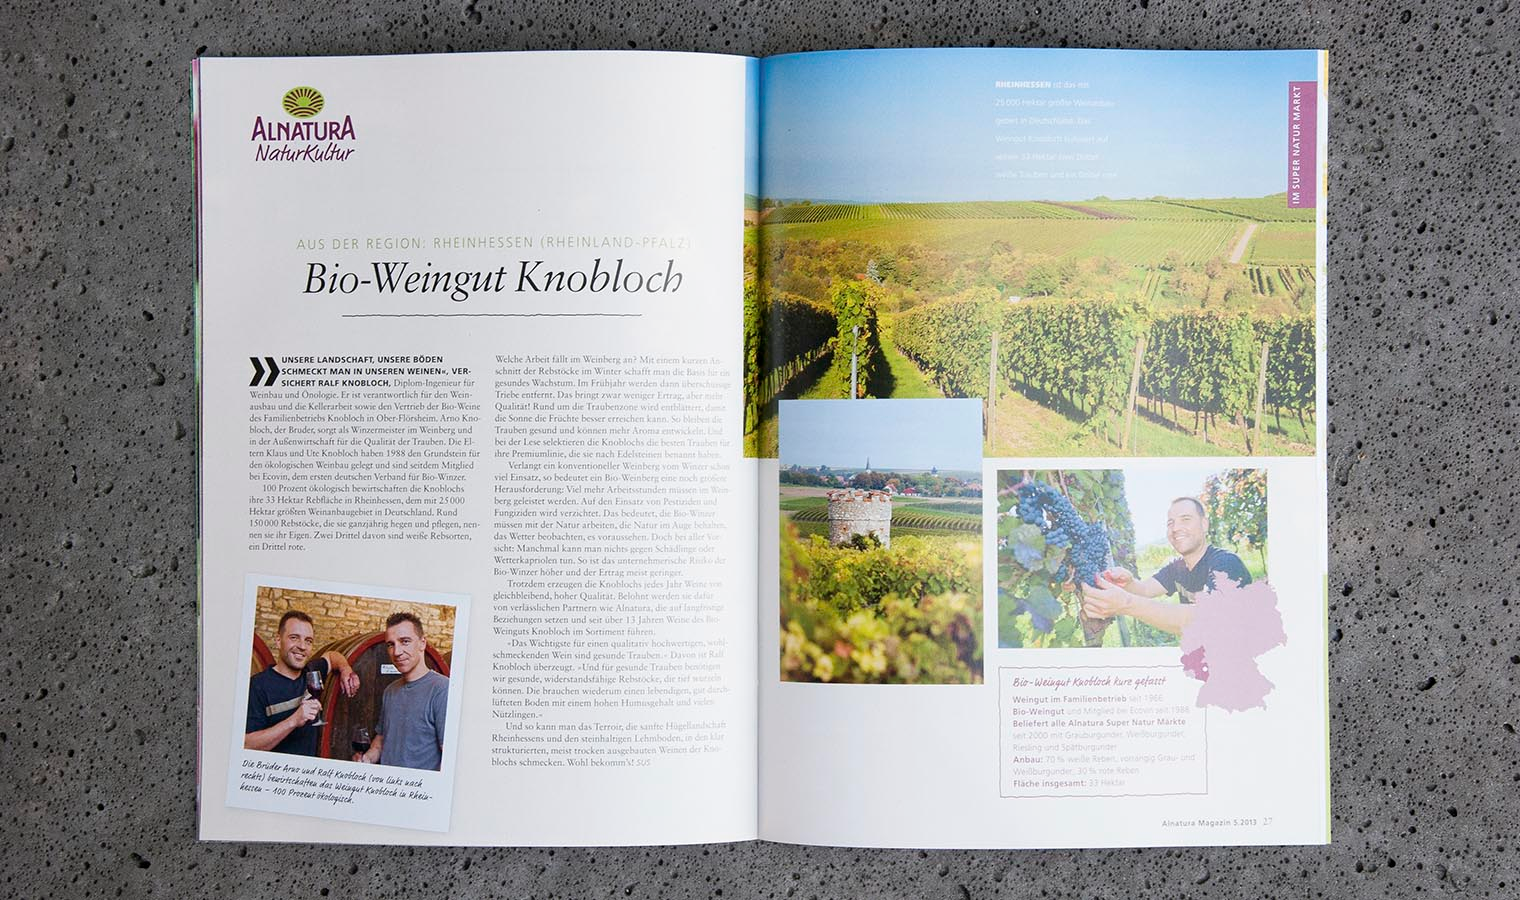 ALNATURA
NaturKultur
AUS DER REGION: RHEINHESSEN (RHEINLAND-PFALZ)
Bio-Weingut Knobloch
UNSERE LANDSCHAFT, UNSERE BÖDEN
SCHMECKT MAN IN UNSEREN WEINEN«, VER-
SICHERT RALF KNOBLOCH, Diplom-Ingenieur für
Weinbau und Önologie. Er ist verantwortlich für den Wein-
ausbau und die Kellerarbeit sowie den Vertrieb der Bio-Weine
des Familienbetriebs Knobloch in Ober-Flörsheim. Arno Kno-
bloch, der Bruder, sorgt als Winzermeister im Weinberg und
in der Außenwirtschaft für die Qualität der Trauben. Die El-
tern Klaus und Ute Knobloch haben 1988 den Grundstein für
den ökologischen Weinbau gelegt und sind seitdem Mitglied
bei Ecovin, dem ersten deutschen Verband für Bio-Winzer.
100 Prozent ökologisch bewirtschaften die Knoblochs
ihre 33 Hektar Rebfläche in Rheinhessen, dem mit 25 000
Hektar größten Weinanbaugebiet in Deutschland. Rund
150 000 Rebstöcke, die sie ganzjährig hegen und pflegen, nen-
nen sie ihr Eigen. Zwei Drittel davon sind weiße Rebsorten,
ein Drittel rote.
Die Brüder Arno und Ralf Knobloch (von links nach
rechts) bewirtschaften das Weingut Knobloch in Rhein-
hessen – 100 Prozent ökologisch.
Welche Arbeit fällt im Weinberg an? Mit einem kurzen An-
schnitt der Rebstöcke im Winter schafft man die Basis für ein
gesundes Wachstum. Im Frühjahr werden dann überschüssige
Triebe entfernt. Das bringt zwar weniger Ertrag, aber mehr
Qualität! Rund um die Traubenzone wird entblättert, damit
die Sonne die Früchte besser erreichen kann. So bleiben die
Trauben gesund und können mehr Aroma entwickeln. Und
bei der Lese selektieren die Knoblochs die besten Trauben für
ihre Premiumlinie, die sie nach Edelsteinen benannt haben.
Verlangt ein konventioneller Weinberg vom Winzer schon
viel Einsatz, so bedeutet ein Bio-Weinberg eine noch größere
Herausforderung: Viel mehr Arbeitsstunden müssen im Wein-
berg geleistet werden. Auf den Einsatz von Pestiziden und
Fungiziden wird verzichtet. Das bedeutet, die Bio-Winzer
müssen mit der Natur arbeiten, die Natur im Auge behalten,
das Wetter beobachten, es voraussehen. Doch bei aller Vor-
sicht: Manchmal kann man nichts gegen Schädlinge oder
Wetterkapriolen tun. So ist das unternehmerische Risiko der
Bio-Winzer höher und der Ertrag meist geringer.
Trotzdem erzeugen die Knoblochs jedes Jahr Weine von
gleichbleibend, hoher Qualität. Belohnt werden sie dafür
von verlässlichen Partnern wie Alnatura, die auf langfristige
Beziehungen setzen und seit über 13 Jahren Weine des Bio-
Weinguts Knobloch im Sortiment führen.
»Das Wichtigste für einen qualitativ hochwertigen, wohl-
schmeckenden Wein sind gesunde Trauben.« Davon ist Ralf
Knobloch überzeugt. »Und für gesunde Trauben benötigen
wir gesunde, widerstandsfähige Rebstöcke, die tief wurzeln
können. Die brauchen wiederum einen lebendigen, gut durch-
lüfteten Boden mit einem hohen Humusgehalt und vielen
Nützlingen.«
Und so kann man das Terroir, die sanfte Hügellandschaft
Rheinhessens und den steinhaltigen Lehmboden, in den klar
strukturierten, meist trocken ausgebauten Weinen der Kno-
blochs schmecken. Wohl bekomm's! SUS
RHEINHESSEN ist das mit
25 000 Hektar größte Weinanbau-
gebiet in Deutschland. Das
Weingut Knobloch kultiviert auf
seinen 33 Hektar zwei Drittel
weiße Trauben und ein Drittel rote.
IM SUPER NATUR MARKT
Bio-Weingut Knobloch kurz gefasst
Weingut im Familienbetrieb seit 1966
Bio-Weingut und Mitglied bei Ecovin seit 1988
Beliefert alle Alnatura Super Natur Märkte
seit 2000 mit Grauburgunder, Weißburgunder,
Riesling und Spätburgunder
Anbau: 70 % weiße Reben, vorrangig Grau- und
Weißburgunder, 30 % rote Reben
Fläche insgesamt: 33 Hektar
Alnatura Magazin 5.2013 27